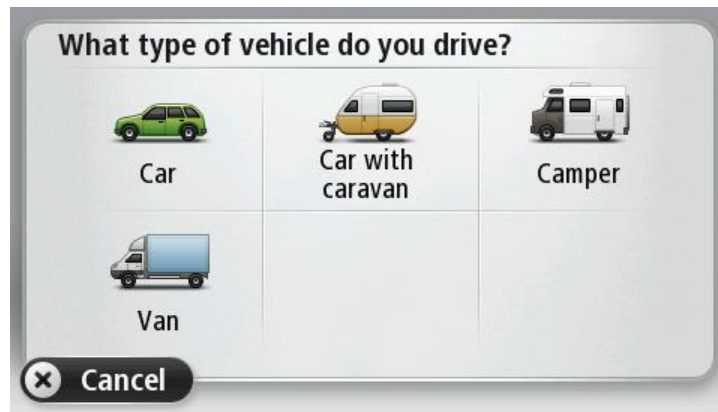 What type of vehicle do you drive?
Car
Car with
caravan
Camper
Van
Cancel